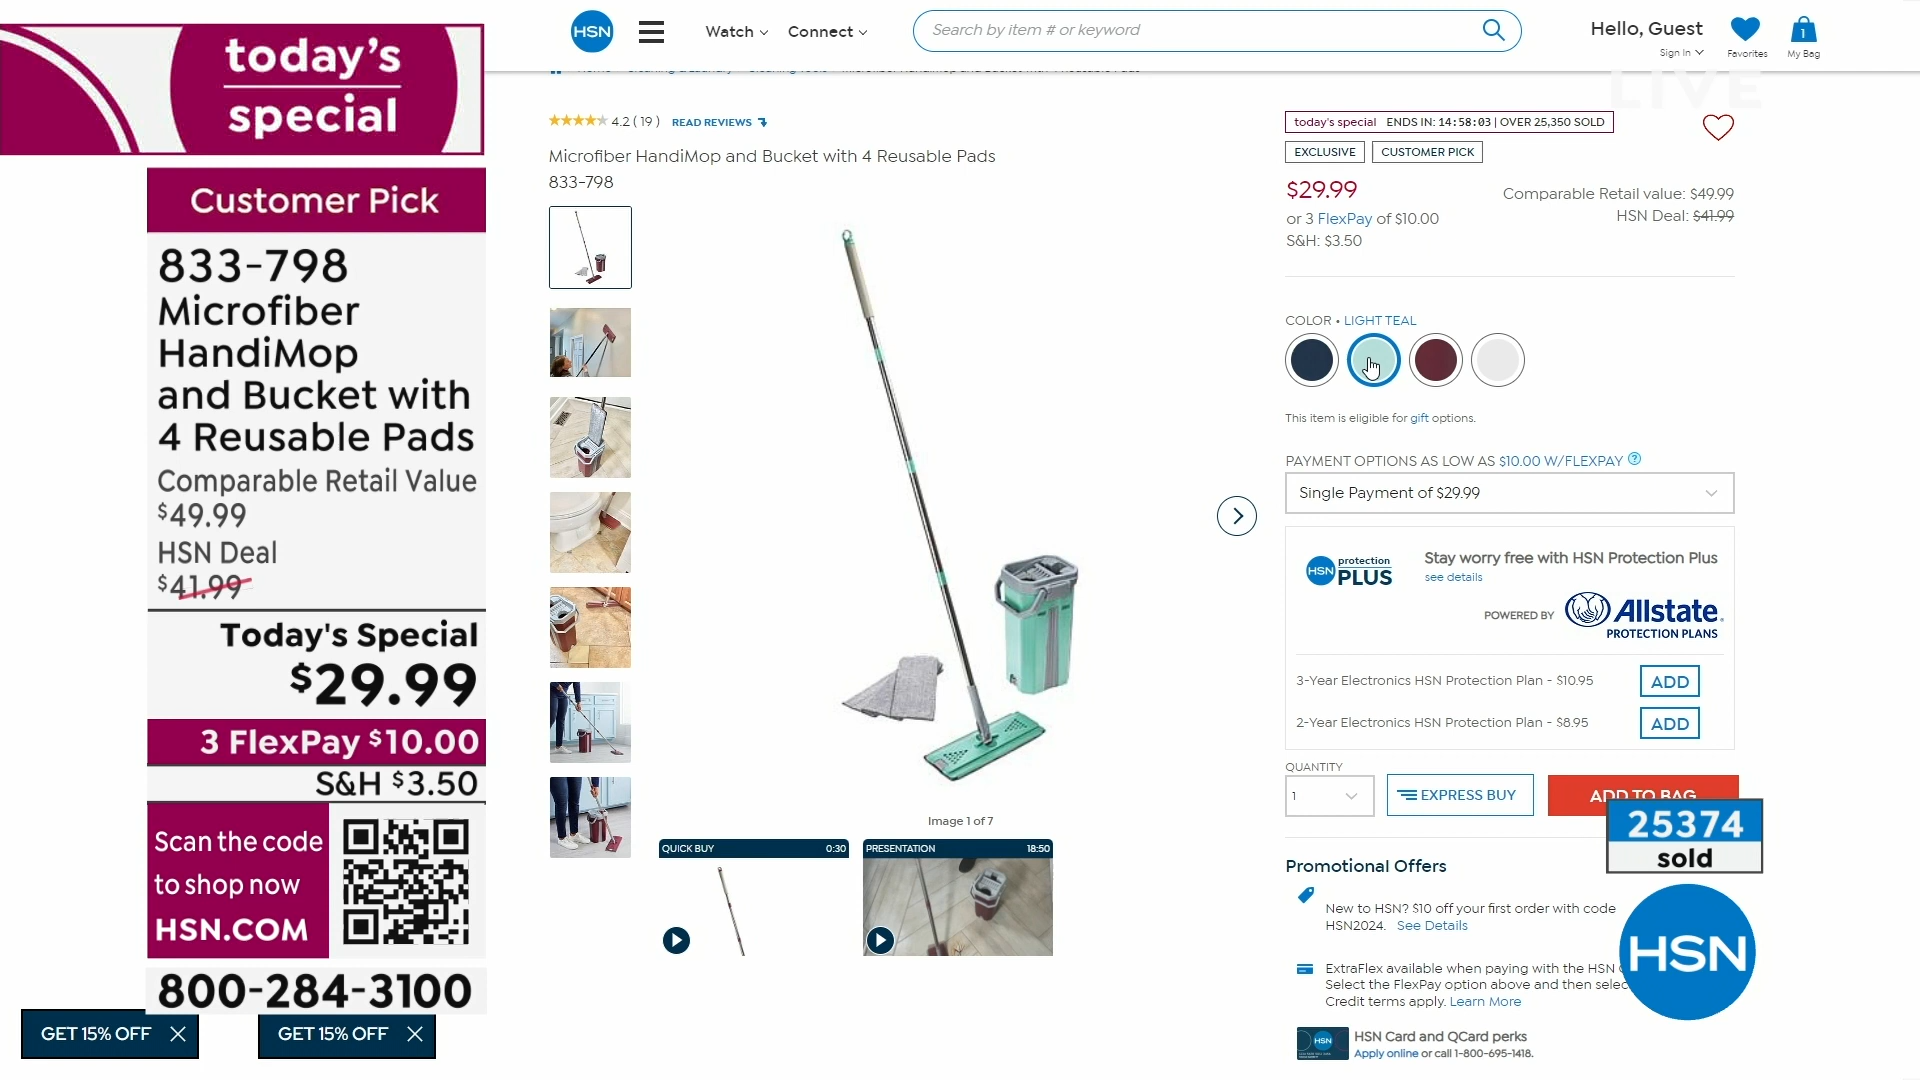 today's
special
Customer Pick
833-798
Microfiber
HandiMop
and Bucket with
4 Reusable Pads
Comparable Retail Value
$49.99
HSN Deal
$41.99
Today's Special
$29.99
3 FlexPay $10.00
S&H $3.50
Scan the code
to shop now
HSN.COM
800-284-3100
GET 15% OFF
GET 15% OFF
HSN
Watch
Connect
Search by item # or keyword
Hello, Guest
Sign In
Favorites
1
My Bag
LIVE
4.2 ( 19 ) READ REVIEWS
Microfiber HandiMop and Bucket with 4 Reusable Pads
833-798
Image 1 of 7
QUICK BUY 0:30
PRESENTATION 18:50
today's special ENDS IN: 14:58:03 | OVER 25,350 SOLD
EXCLUSIVE
CUSTOMER PICK
$29.99
Comparable Retail value: $49.99
or 3 FlexPay of $10.00
HSN Deal: $41.99
S&H: $3.50
COLOR • LIGHT TEAL
This item is eligible for gift options.
PAYMENT OPTIONS AS LOW AS $10.00 W/FLEXPAY ?
Single Payment of $29.99
HSN protection PLUS
Stay worry free with HSN Protection Plus
see details
POWERED BY Allstate
PROTECTION PLANS
3-Year Electronics HSN Protection Plan - $10.95 ADD
2-Year Electronics HSN Protection Plan - $8.95 ADD
QUANTITY
1
EXPRESS BUY
ADD TO BAG
25374
sold
Promotional Offers
New to HSN? $10 off your first order with code
HSN2024. See Details
ExtraFlex available when paying with the HSN
Select the FlexPay option above and then
Credit terms apply. Learn More
HSN
HSN
HSN Card and QCard perks
Apply online or call 1-800-695-1418.